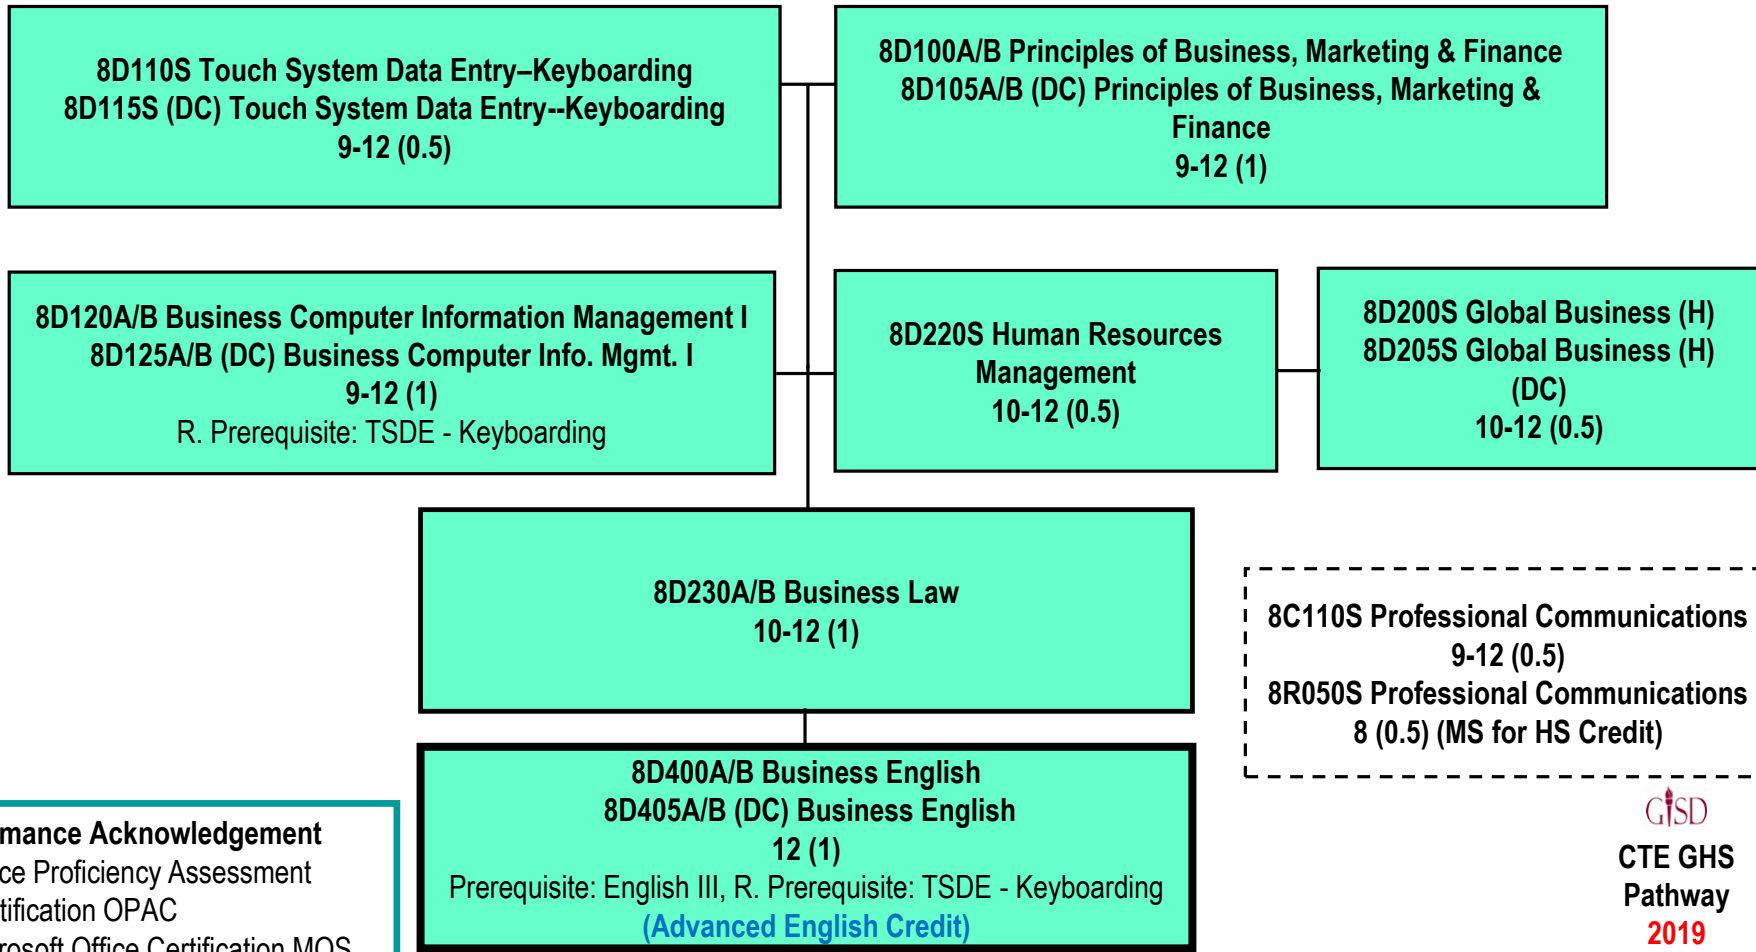 8D110S Touch System Data Entry–Keyboarding
8D115S (DC) Touch System Data Entry--Keyboarding
9-12 (0.5)
8D100A/B Principles of Business, Marketing & Finance
8D105A/B (DC) Principles of Business, Marketing &
Finance
9-12 (1)
8D120A/B Business Computer Information Management I
8D125A/B (DC) Business Computer Info. Mgmt. I
9-12 (1)
R. Prerequisite: TSDE - Keyboarding
8D220S Human Resources
Management
10-12 (0.5)
8D200S Global Business (H)
8D205S Global Business (H)
(DC)
10-12 (0.5)
8D230A/B Business Law
10-12 (1)
8C110S Professional Communications
9-12 (0.5)
8R050S Professional Communications
8 (0.5) (MS for HS Credit)
8D400A/B Business English
8D405A/B (DC) Business English
12 (1)
Prerequisite: English III, R. Prerequisite: TSDE - Keyboarding
(Advanced English Credit)
Acknowledgement
Proficiency Assessment
OPAC
Office Certification MOS
GISD
CTE GHS
Pathway
2019